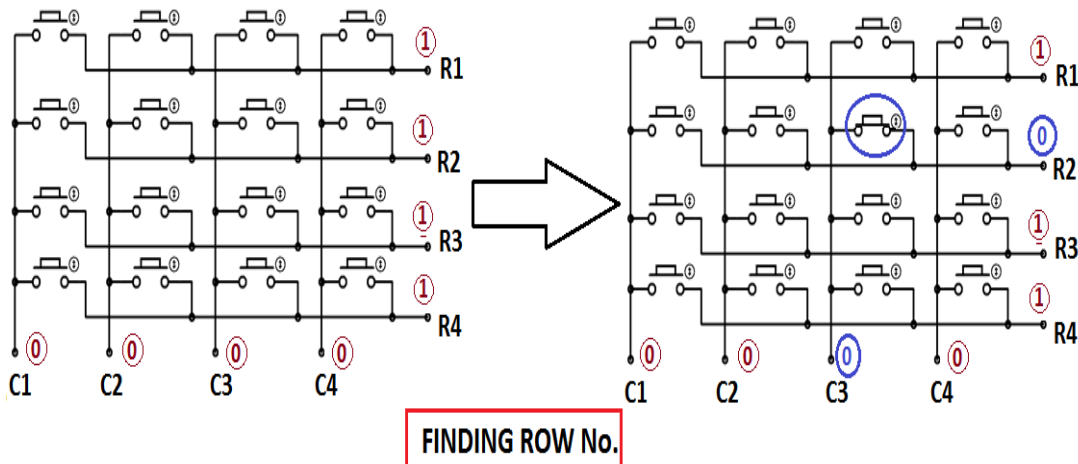 1
R1
1
R2
1
R3
1
R4
0 0 0 0
C1 C2 C3 C4
1
R1
0
R2
1
R3
1
R4
0 0 0 0
C1 C2 C3 C4
FINDING ROW No.